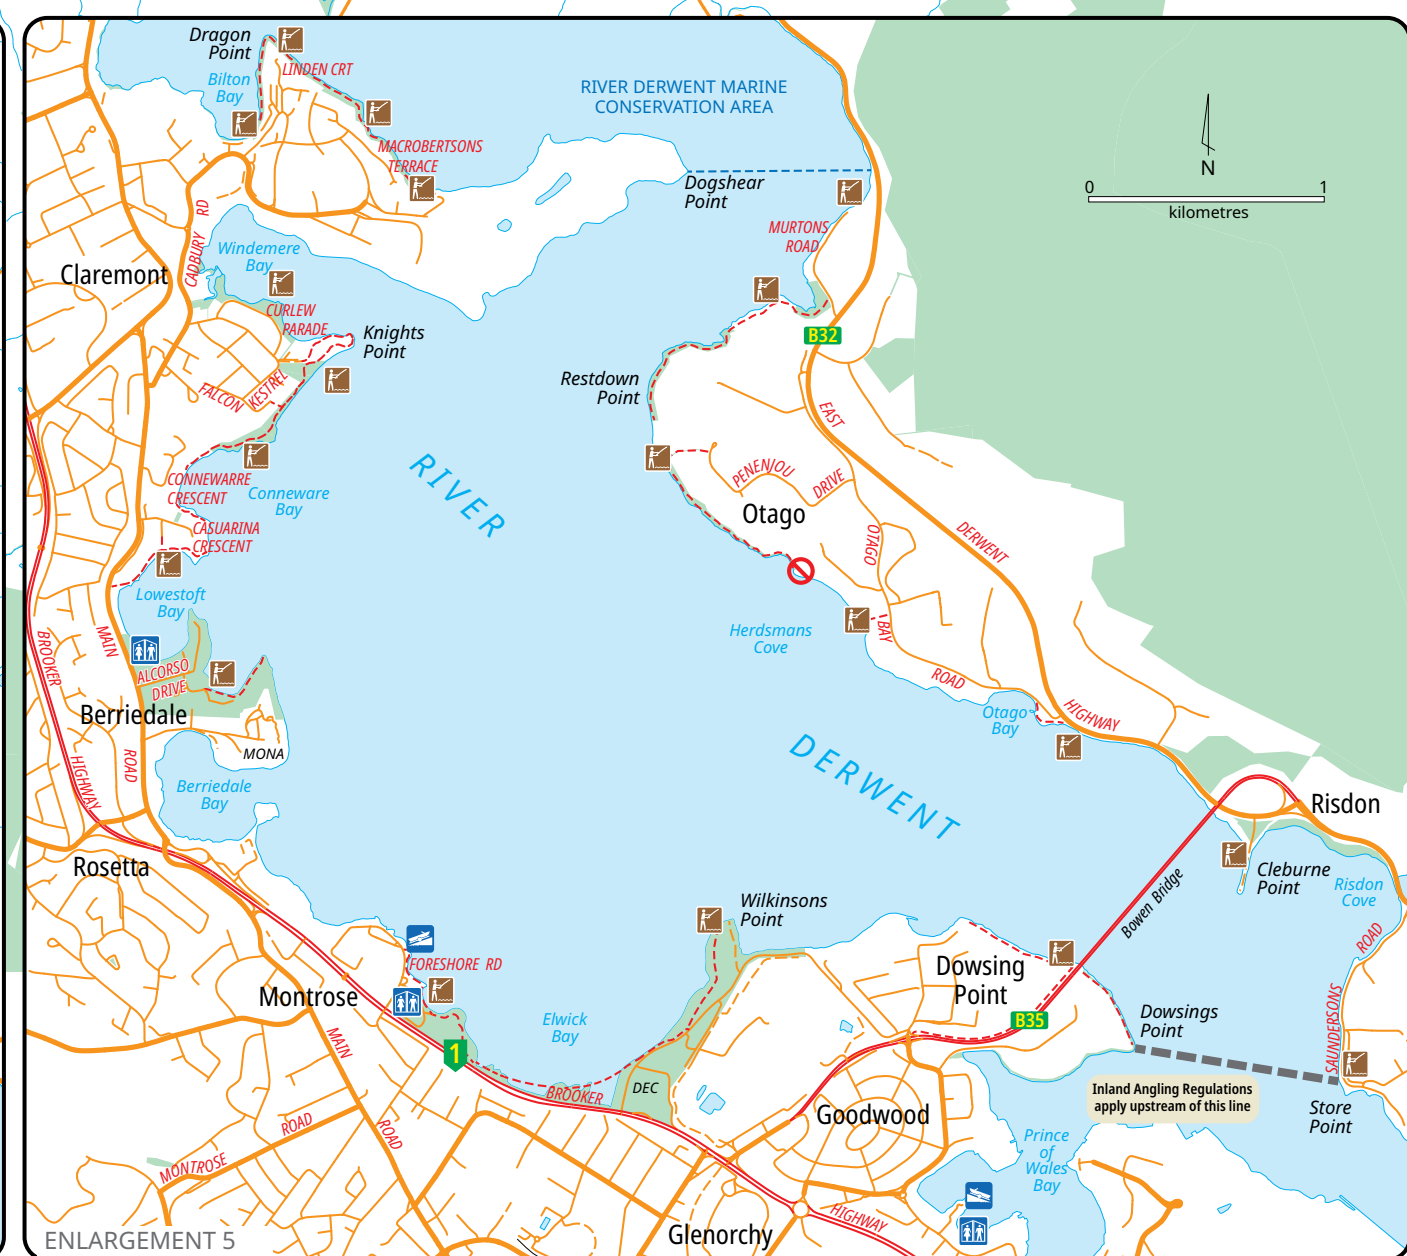 Dragon
Point
Bilton
Bay
LINDEN CRT
MACROBERTSONS
TERRACE
RIVER DERWENT MARINE
CONSERVATION AREA
Dogshear
Point
MURTONS
ROAD
N
0 1
kilometres
CADBURY RD
Windemere
Bay
Claremont
CURLEW
PARADE
Knights
Point
FALCON
KESTREL
B32
Restdown
Point
EAST
DERWENT
HIGHWAY
PENENJOU
DRIVE
Otago
OTAGO
BAY
ROAD
CONNEWARRE
CRESCENT
Conneware
Bay
CASUARINA
CRESCENT
RIVER
DERWENT
Lowestoft
Bay
Herdsmans
Cove
Otago
Bay
BROOKER
HIGHWAY
MAIN
ROAD
ALCORSO
DRIVE
Berriedale
MONA
Berriedale
Bay
Rosetta
Risdon
Cleburne
Point
Risdon
Cove
Bowen Bridge
Wilkinsons
Point
FORESHORE RD
Montrose
Elwick
Bay
Dowsing
Point
B35
Dowsings
Point
SAUNDERSONS
ROAD
1
MAIN
ROAD
BROOKER
DEC
Inland Angling Regulations
apply upstream of this line
Store
Point
Goodwood
Prince
of
Wales
Bay
MONTROSE
ROAD
HIGHWAY
Glenorchy
ENLARGEMENT 5